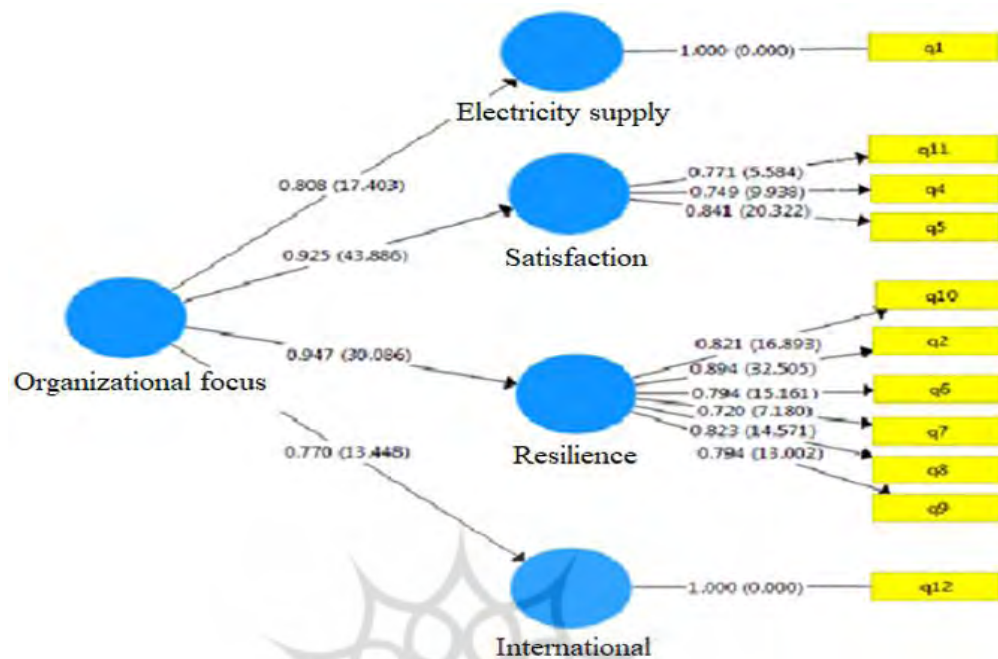 1.000 (0.000)
q1
Electricity supply
0.808 (17.403)
q11
0.771 (5.584)
0.749 (9.938)
q4
0.841 (20.322)
q5
0.925 (43.886)
Satisfaction
q10
0.821 (16.893)
q2
0.894 (32.505)
0.947 (30.086)
0.794 (15.161)
q6
0.720 (7.180)
q7
Organizational focus
0.823 (14.571)
0.794 (13.002)
q8
Resilience
q9
0.770 (13.448)
1.000 (0.000)
q12
International